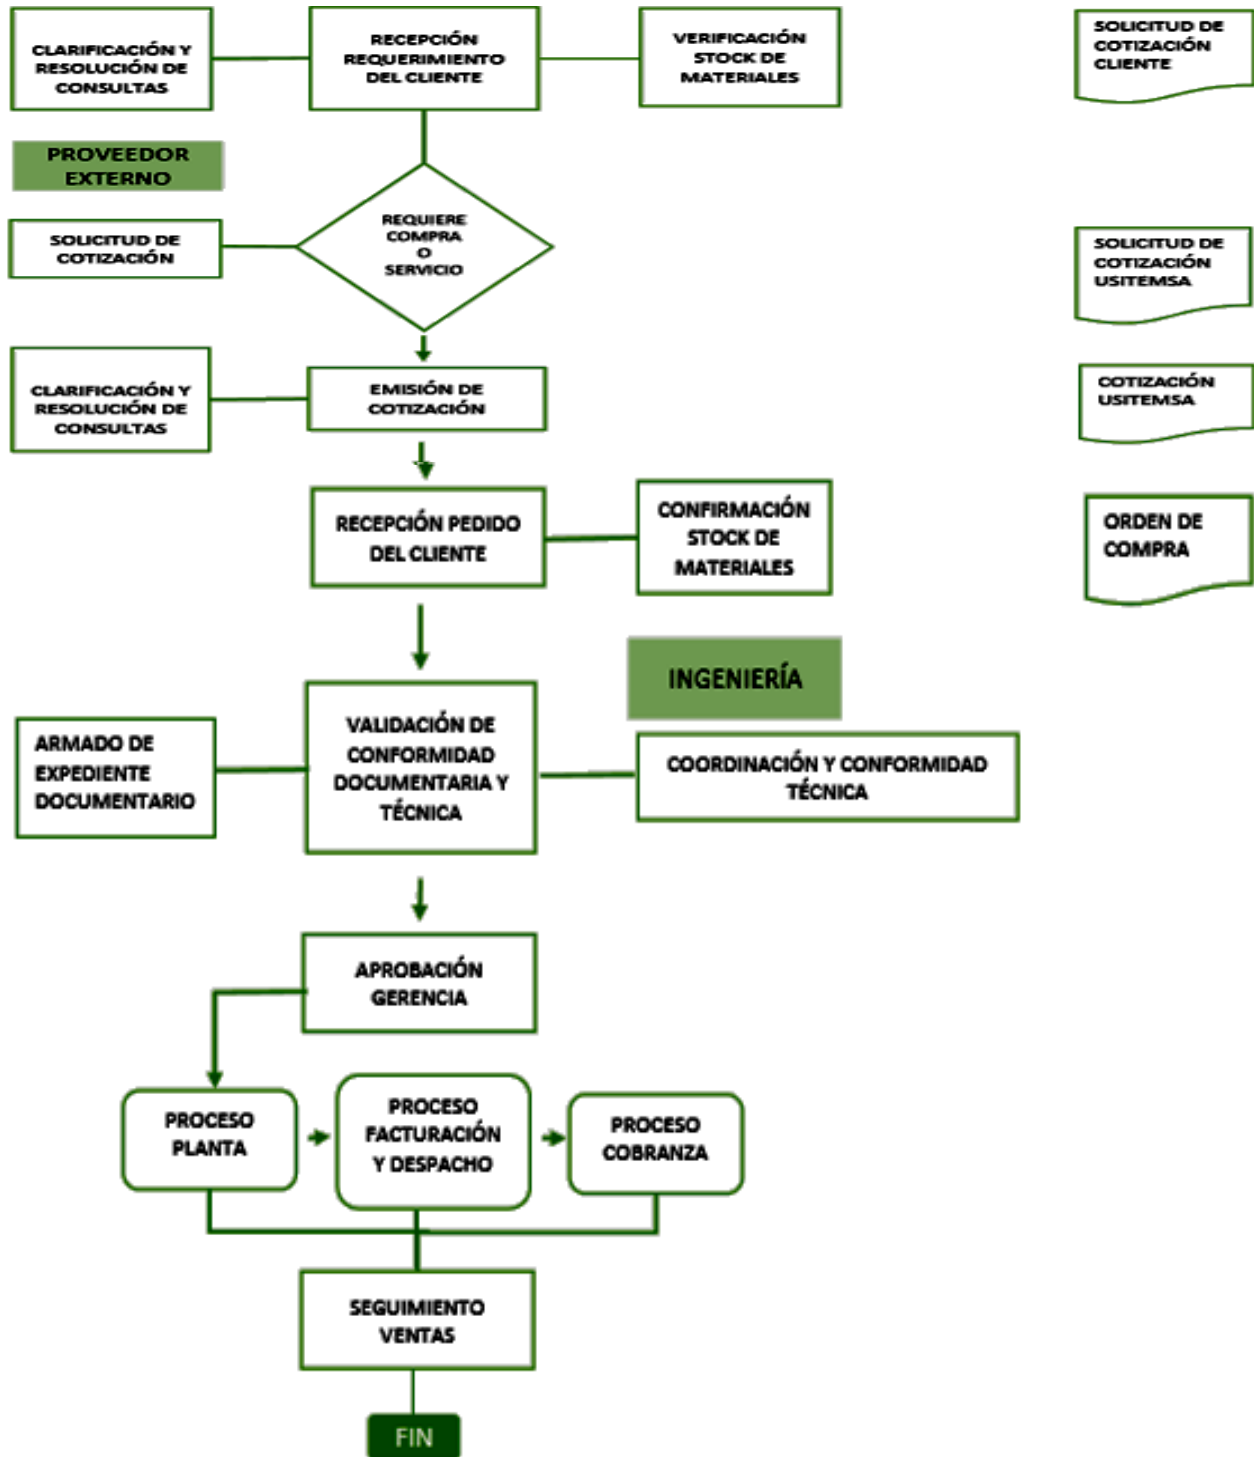 CLARIFICACIÓN Y
RESOLUCIÓN DE
CONSULTAS
RECEPCIÓN
REQUERIMIENTO
DEL CLIENTE
VERIFICACIÓN
STOCK DE
MATERIALES
SOLICITUD DE
COTIZACIÓN
CLIENTE
PROVEEDOR
EXTERNO
SOLICITUD DE
COTIZACIÓN
REQUIERE
COMPRA
O
SERVICIO
SOLICITUD DE
COTIZACIÓN
USITEMSA
CLARIFICACIÓN Y
RESOLUCIÓN DE
CONSULTAS
EMISIÓN DE
COTIZACIÓN
COTIZACIÓN
USITEMSA
RECEPCIÓN PEDIDO
DEL CLIENTE
CONFIRMACIÓN
STOCK DE
MATERIALES
ORDEN DE
COMPRA
INGENIERÍA
ARMADO DE
EXPEDIENTE
DOCUMENTARIO
VALIDACIÓN DE
CONFORMIDAD
DOCUMENTARIA Y
TÉCNICA
COORDINACIÓN Y CONFORMIDAD
TÉCNICA
APROBACIÓN
GERENCIA
PROCESO
PLANTA
PROCESO
FACTURACIÓN
Y DESPACHO
PROCESO
COBRANZA
SEGUIMIENTO
VENTAS
FIN